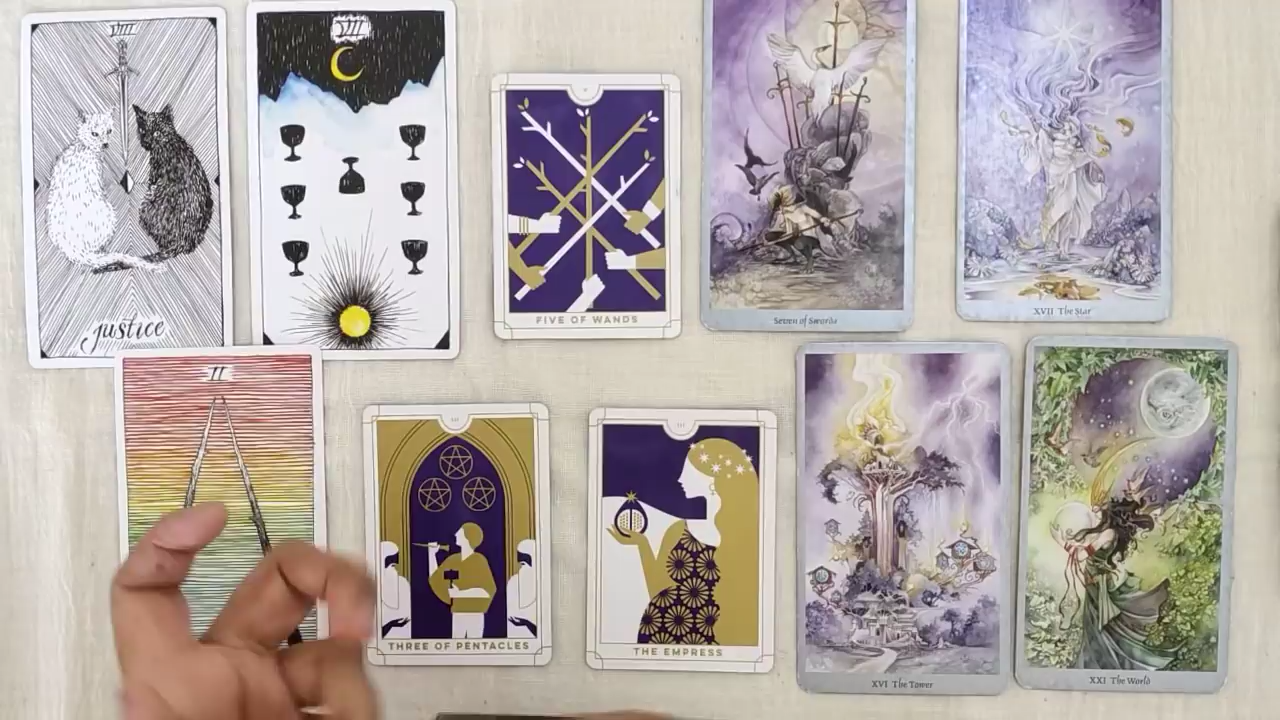 VIII
justice
VII
V
FIVE OF WANDS
Seven of Swords
XVII The Star
II
III
THREE OF PENTACLES
III
THE EMPRESS
XVI The Tower
XXI The World